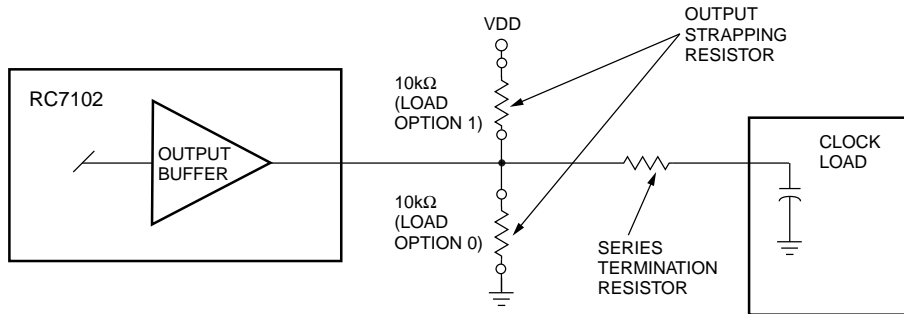 RC7102
OUTPUT
BUFFER
VDD
10kΩ
(LOAD
OPTION 1)
10kΩ
(LOAD
OPTION 0)
OUTPUT
STRAPPING
RESISTOR
SERIES
TERMINATION
RESISTOR
CLOCK
LOAD